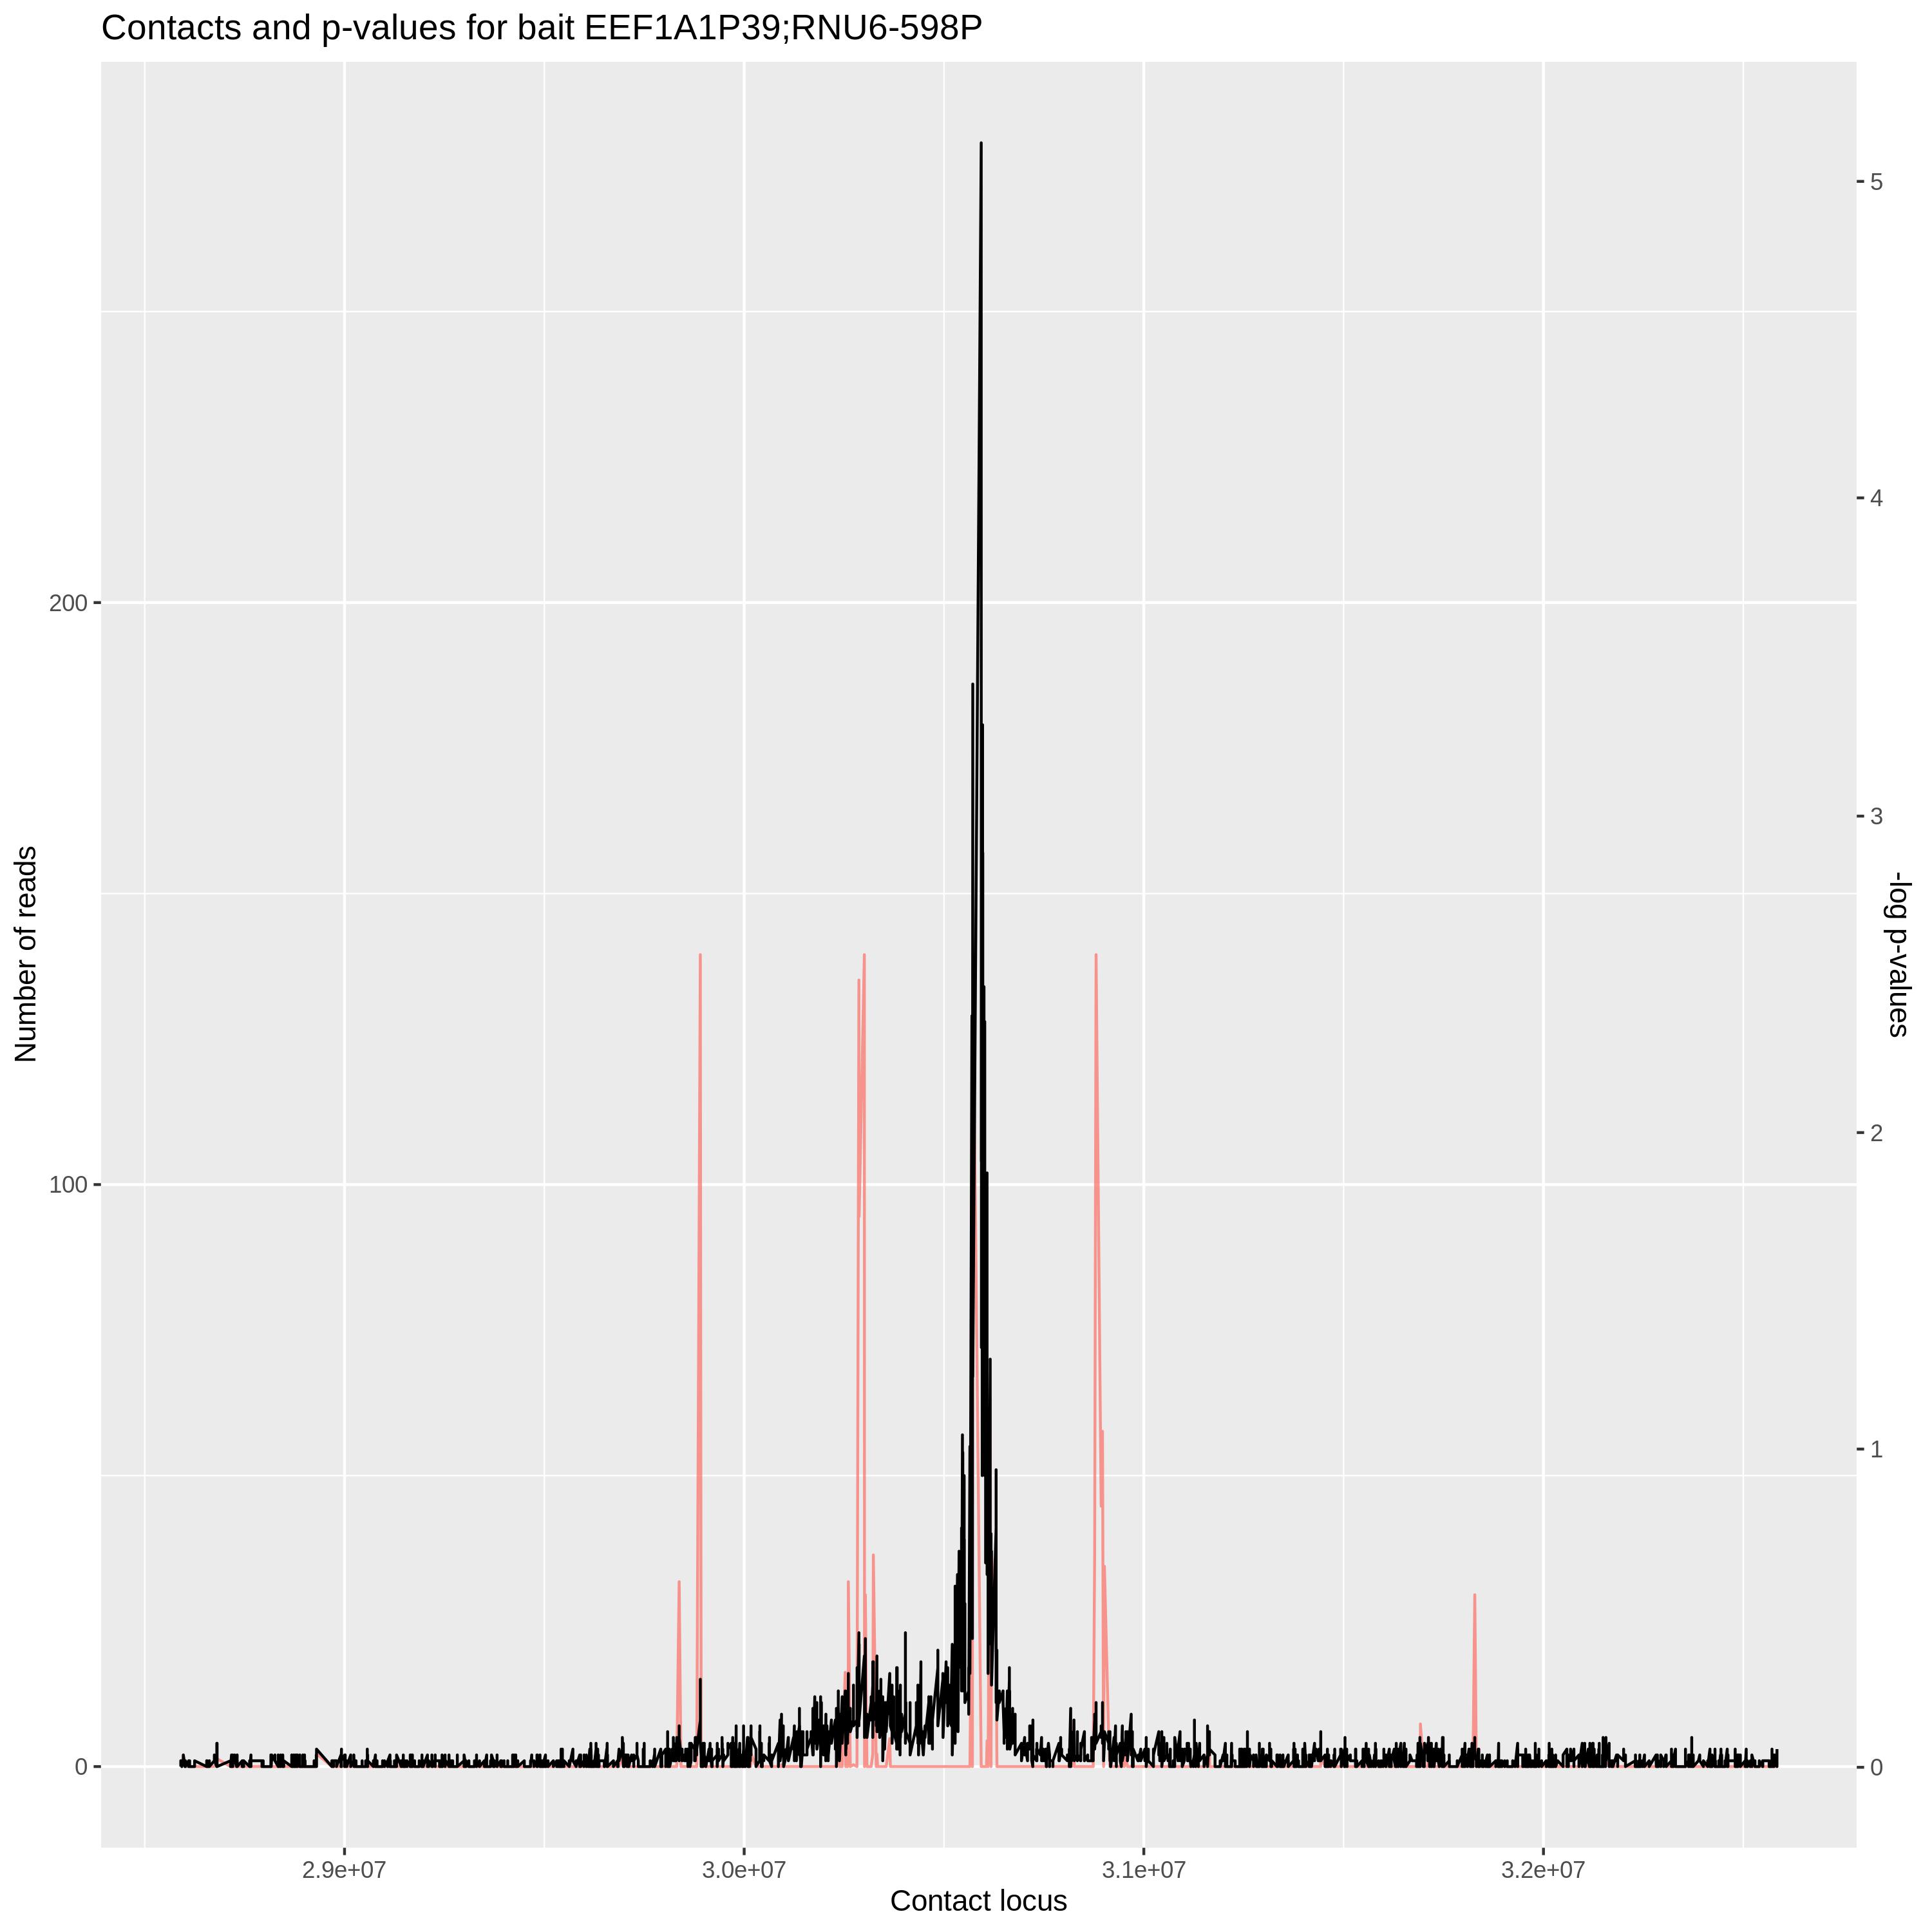 Contacts and p-values for bait EEF1A1P39;RNU6-598P
Number of reads
200
100
0
5
4
3
2
1
0
-log p-values
2.9e+07
3.0e+07
3.1e+07
3.2e+07
Contact locus